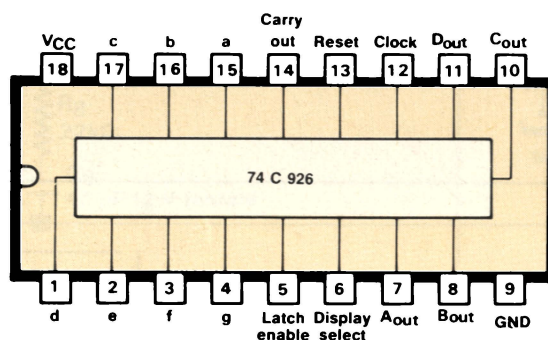 Carry
VCC c b a out Reset Clock Dout Cout
18 17 16 15 14 13 12 11 10
74 C 926
1 2 3 4 5 6 7 8 9
d e f g Latch Display Aout Bout GND
enable select